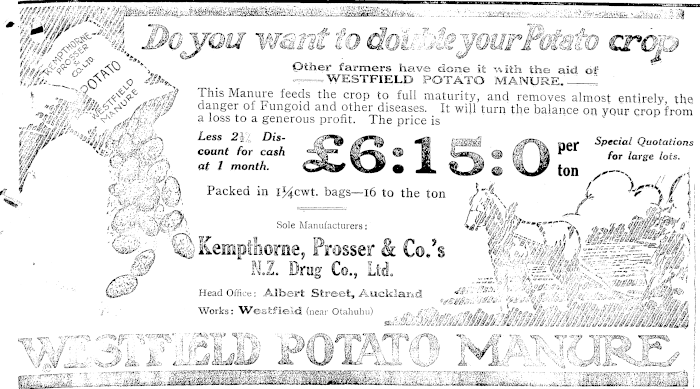 Do you want to double your Potato crop
KEMPTHORNE
PROSSER
& CO. LTD
POTATO
WESTFIELD
MANURE
Other farmers have done it with the aid of
WESTFIELD POTATO MANURE.
This Manure feeds the crop to full maturity, and removes almost entirely, the
danger of Fungoid and other diseases. It will turn the balance on your crop from
a loss to a generous profit. The price is
Less 2½ Dis-
count for cash
at 1 month.
£6:15:0 per
ton
Special Quotations
for large lots.
Packed in 1¼cwt. bags—16 to the ton
Sole Manufacturers:
Kempthorne, Prosser & Co.'s
N.Z. Drug Co., Ltd.
Head Office: Albert Street, Auckland
Works: Westfield (near Otahuhu)
WESTFIELD POTATO MANURE